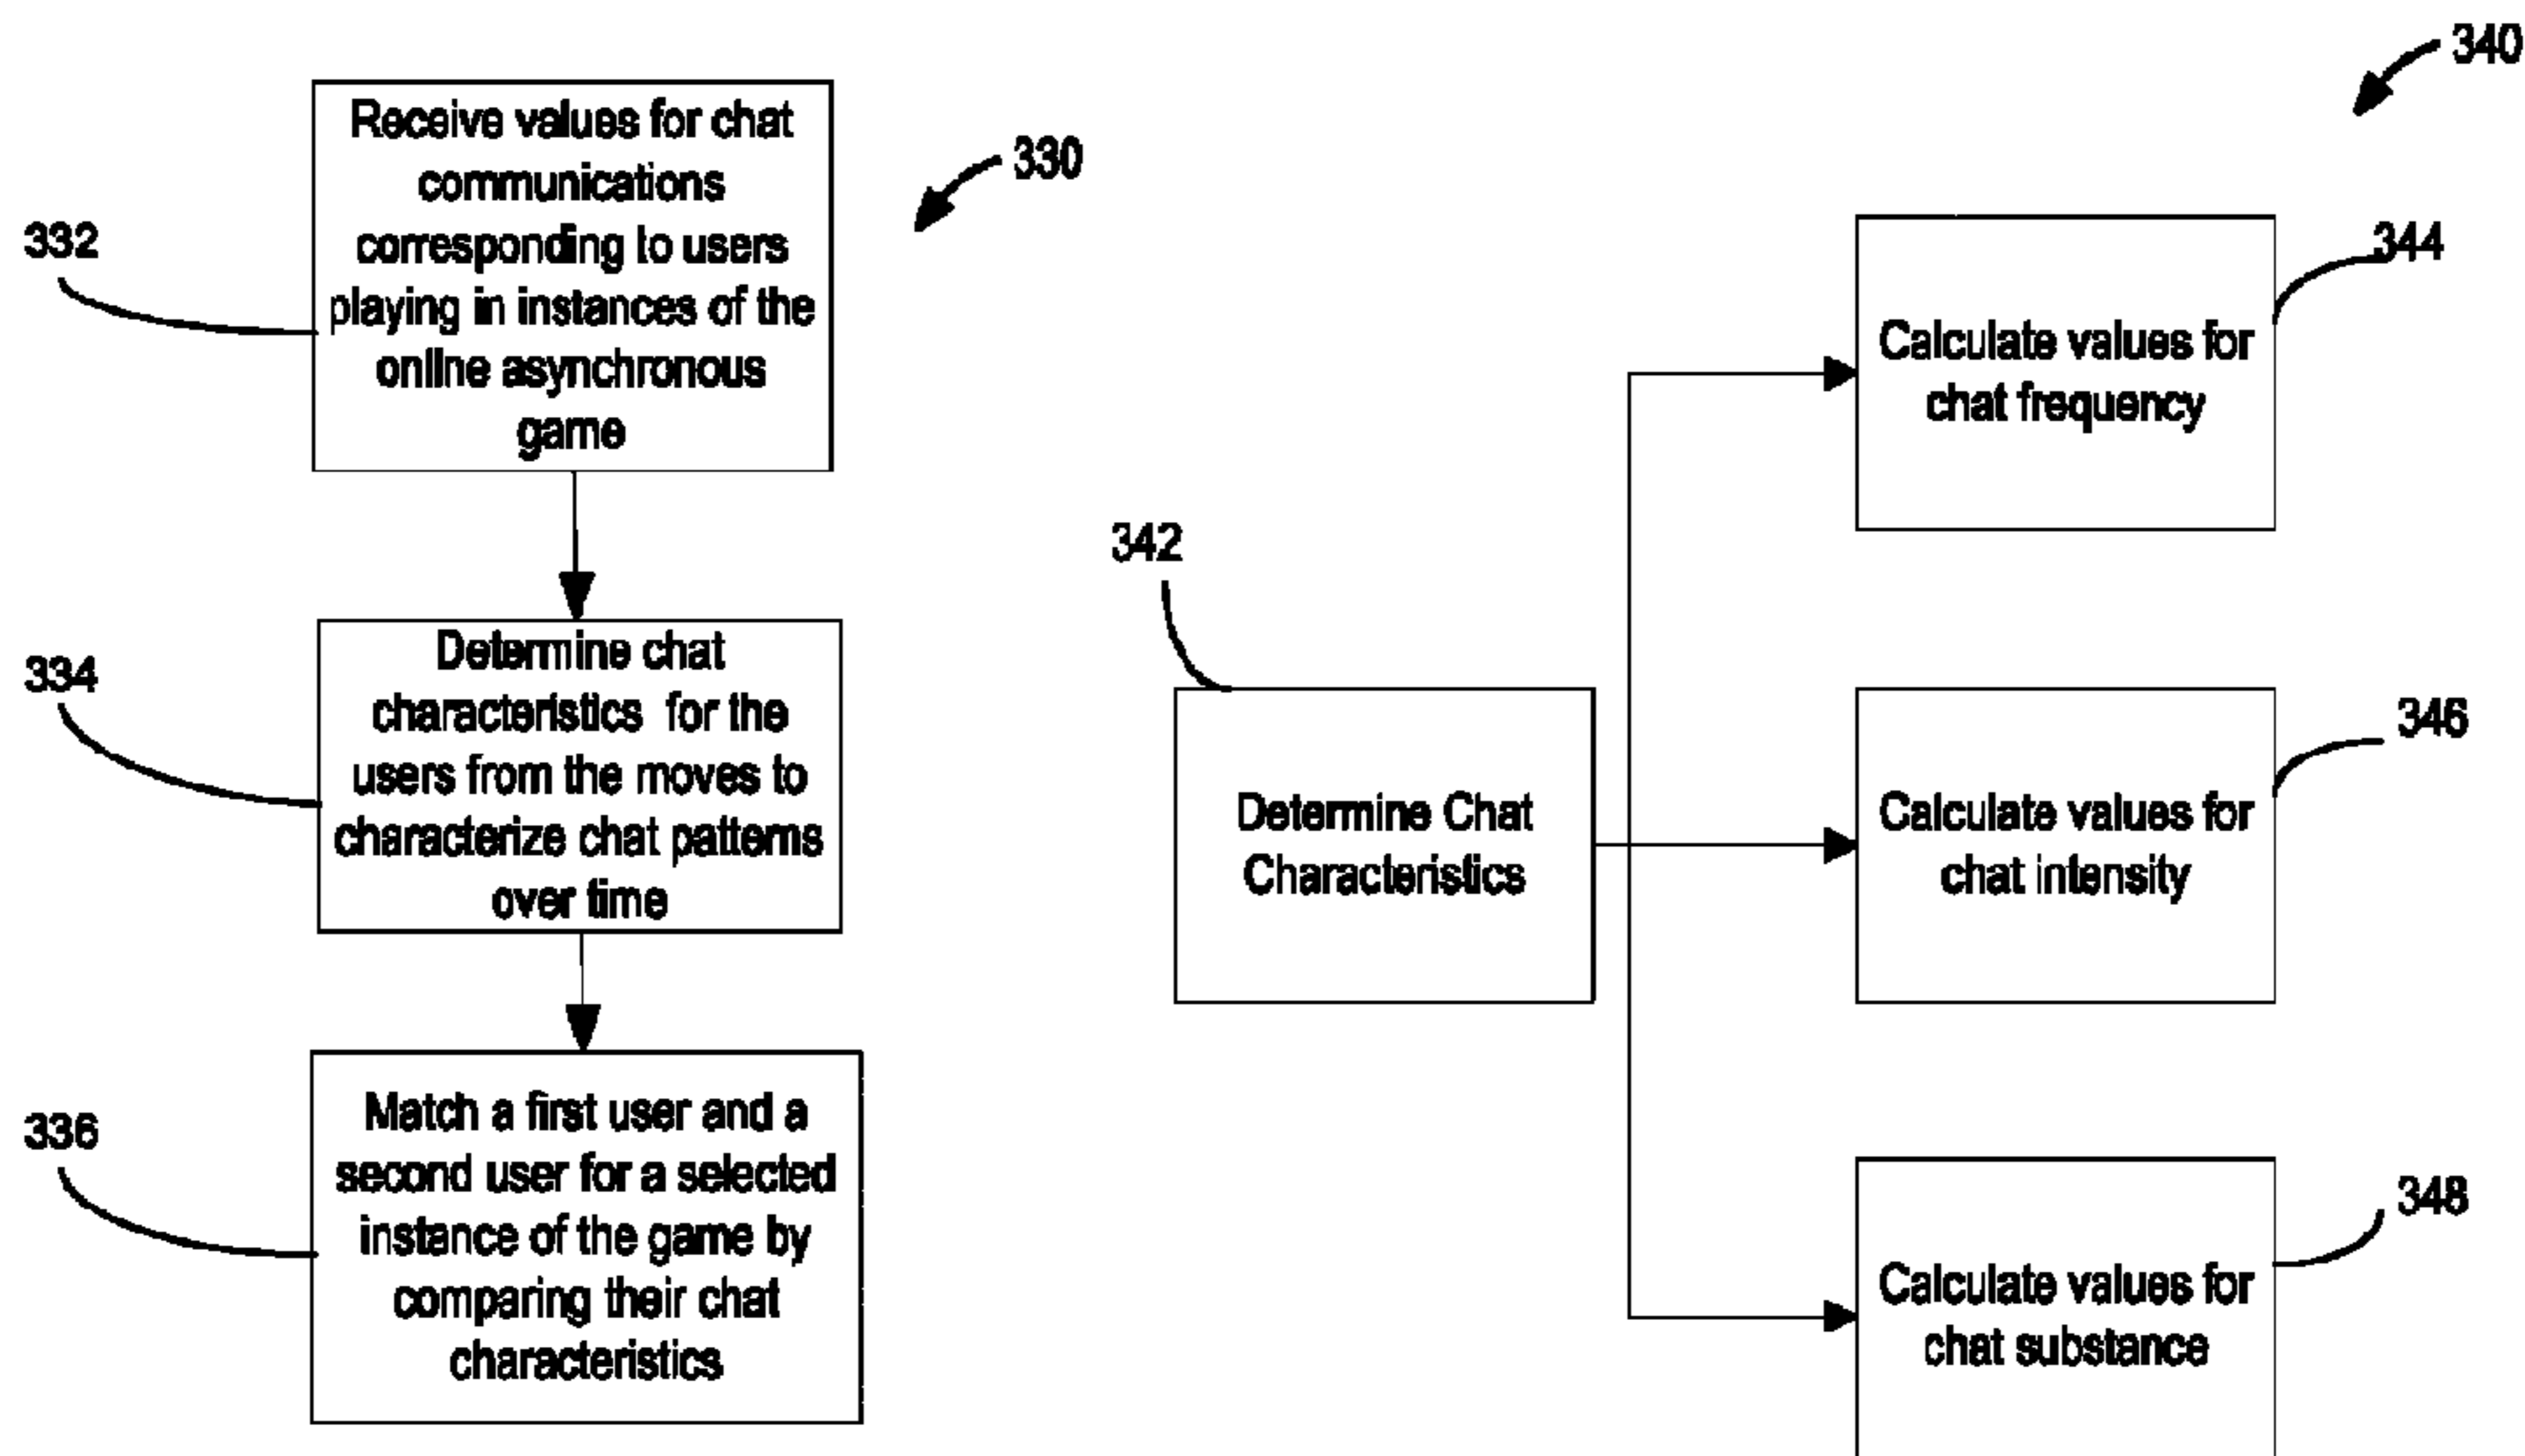 330
332
Receive values for chat
communications
corresponding to users
playing in instances of the
online asynchronous
game
334
Determine chat
characteristics for the
users from the moves to
characterize chat patterns
over time
336
Match a first user and a
second user for a selected
instance of the game by
comparing their chat
characteristics
340
342
Determine Chat
Characteristics
344
Calculate values for
chat frequency
346
Calculate values for
chat intensity
348
Calculate values for
chat substance